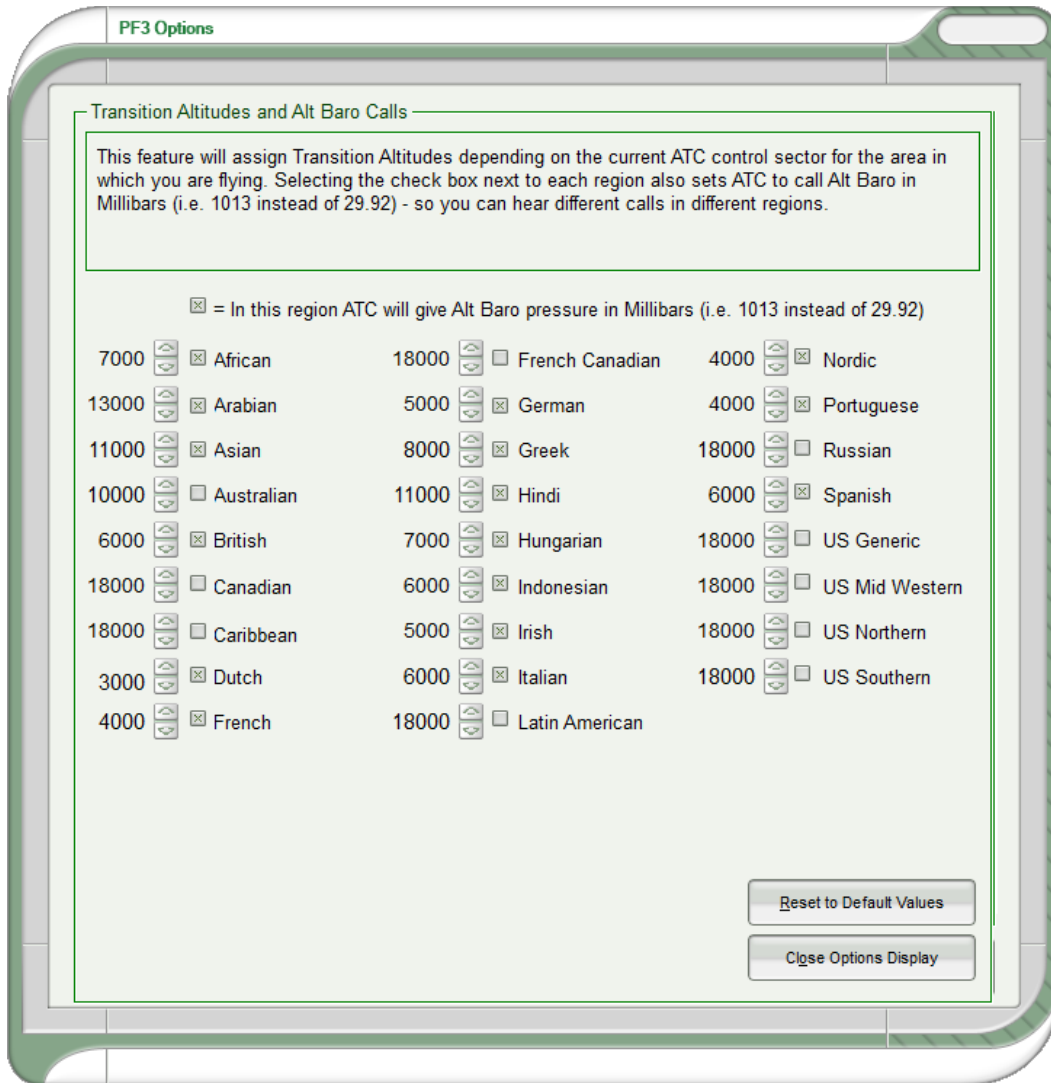 PF3 Options
Transition Altitudes and Alt Baro Calls
This feature will assign Transition Altitudes depending on the current ATC control sector for the area in
which you are flying. Selecting the check box next to each region also sets ATC to call Alt Baro in
Millibars (i.e. 1013 instead of 29.92) - so you can hear different calls in different regions.
= In this region ATC will give Alt Baro pressure in Millibars (i.e. 1013 instead of 29.92)
7000 African
13000 Arabian
11000 Asian
10000 Australian
6000 British
18000 Canadian
18000 Caribbean
3000 Dutch
4000 French
18000 French Canadian
5000 German
8000 Greek
11000 Hindi
7000 Hungarian
6000 Indonesian
5000 Irish
6000 Italian
18000 Latin American
4000 Nordic
4000 Portuguese
18000 Russian
6000 Spanish
18000 US Generic
18000 US Mid Western
18000 US Northern
18000 US Southern
Reset to Default Values
Close Options Display